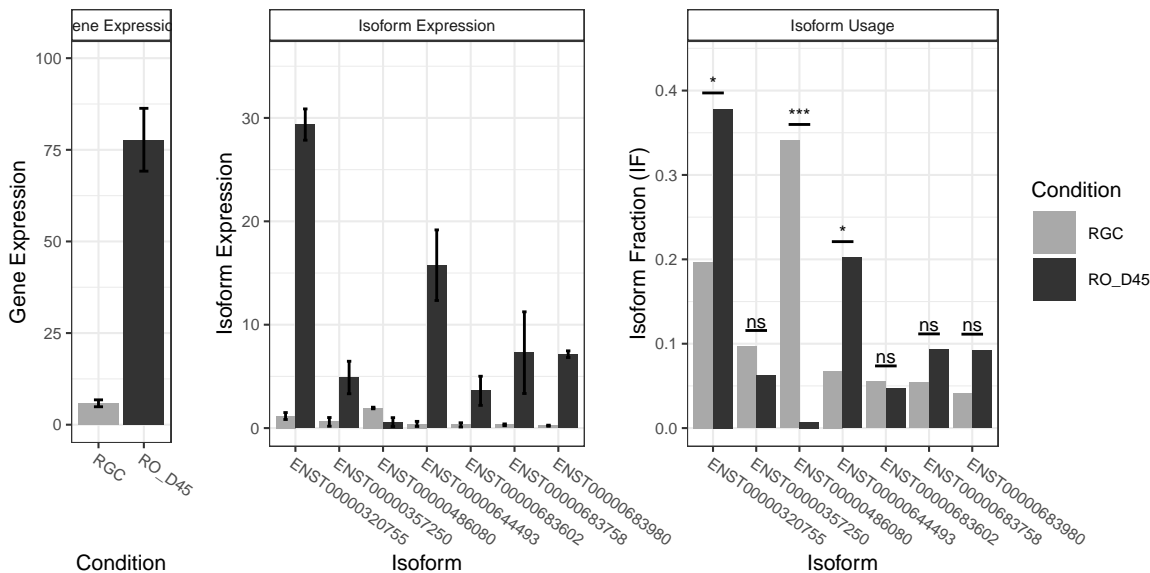 ene Expressio
Gene Expression
100
75
50
25
0
RGC
RO_D45
Condition
Isoform Expression
Isoform Expression
30
20
10
0
ENST00000320755
ENST00000357250
ENST00000486080
ENST00000644493
ENST00000683602
ENST00000683758
ENST00000683980
Isoform
Isoform Usage
Isoform Fraction (IF)
0.4
0.3
0.2
0.1
0.0
*
ns
***
*
ns
ns
ns
ENST00000320755
ENST00000357250
ENST00000486080
ENST00000644493
ENST00000683602
ENST00000683758
ENST00000683980
Isoform
Condition
RGC
RO_D45